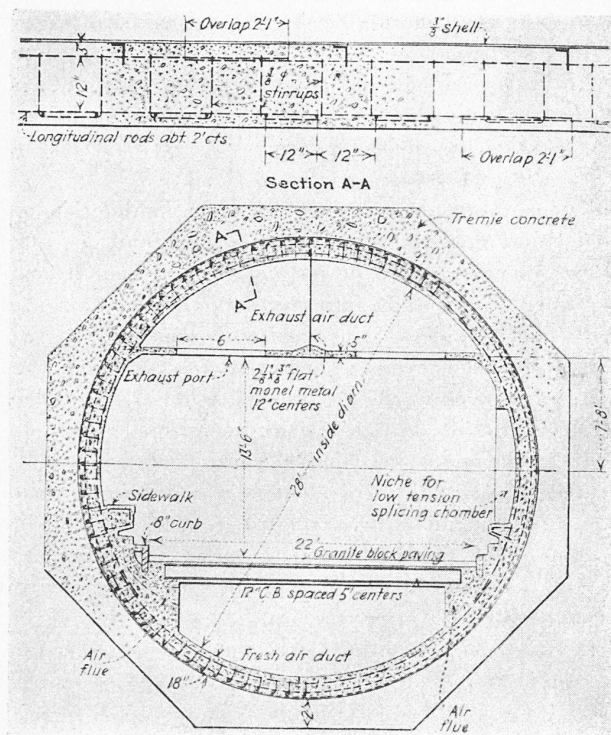 Overlap 2'-1"
3/8" shell
3"
12"
stirrups
Longitudinal rods abt. 2' cts.
12"
12"
Overlap 2'-1"
Section A-A
Tremie concrete
A
A
Exhaust air duct
6'
5"
Exhaust port
flat
monel metal
12" centers
13'-6"
28'- inside diam.
7'-8"
Niche for
low tension
splicing chamber
Sidewalk
8" curb
22'
Granite block paving
12" C.B. spaced 5' centers
Air
flue
Fresh air duct
18"
2'
Air
flue